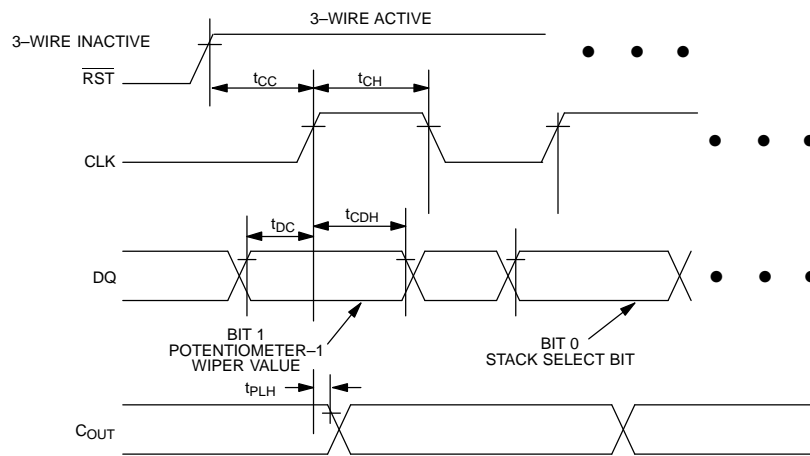 3–WIRE ACTIVE
3–WIRE INACTIVE
RST
tCC
tCH
CLK
tDC
tCDH
DQ
BIT 1
POTENTIOMETER–1
WIPER VALUE
BIT 0
STACK SELECT BIT
tPLH
COUT